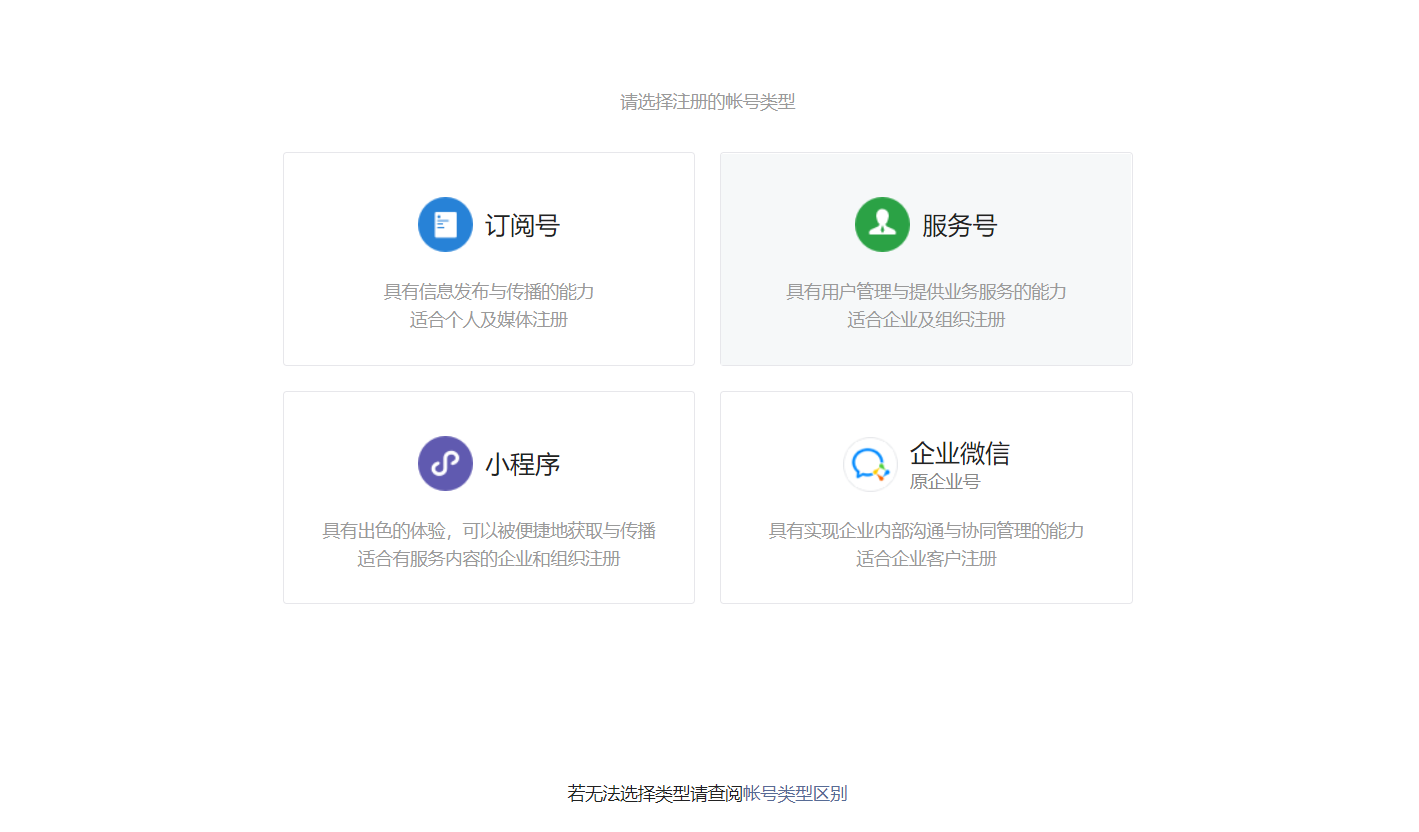 请选择注册的帐号类型
订阅号
具有信息发布与传播的能力
适合个人及媒体注册
服务号
具有用户管理与提供业务服务的能力
适合企业及组织注册
小程序
具有出色的体验，可以被便捷地获取与传播
适合有服务内容的企业和组织注册
企业微信
原企业号
具有实现企业内部沟通与协同管理的能力
适合企业客户注册
若无法选择类型请查阅帐号类型区别